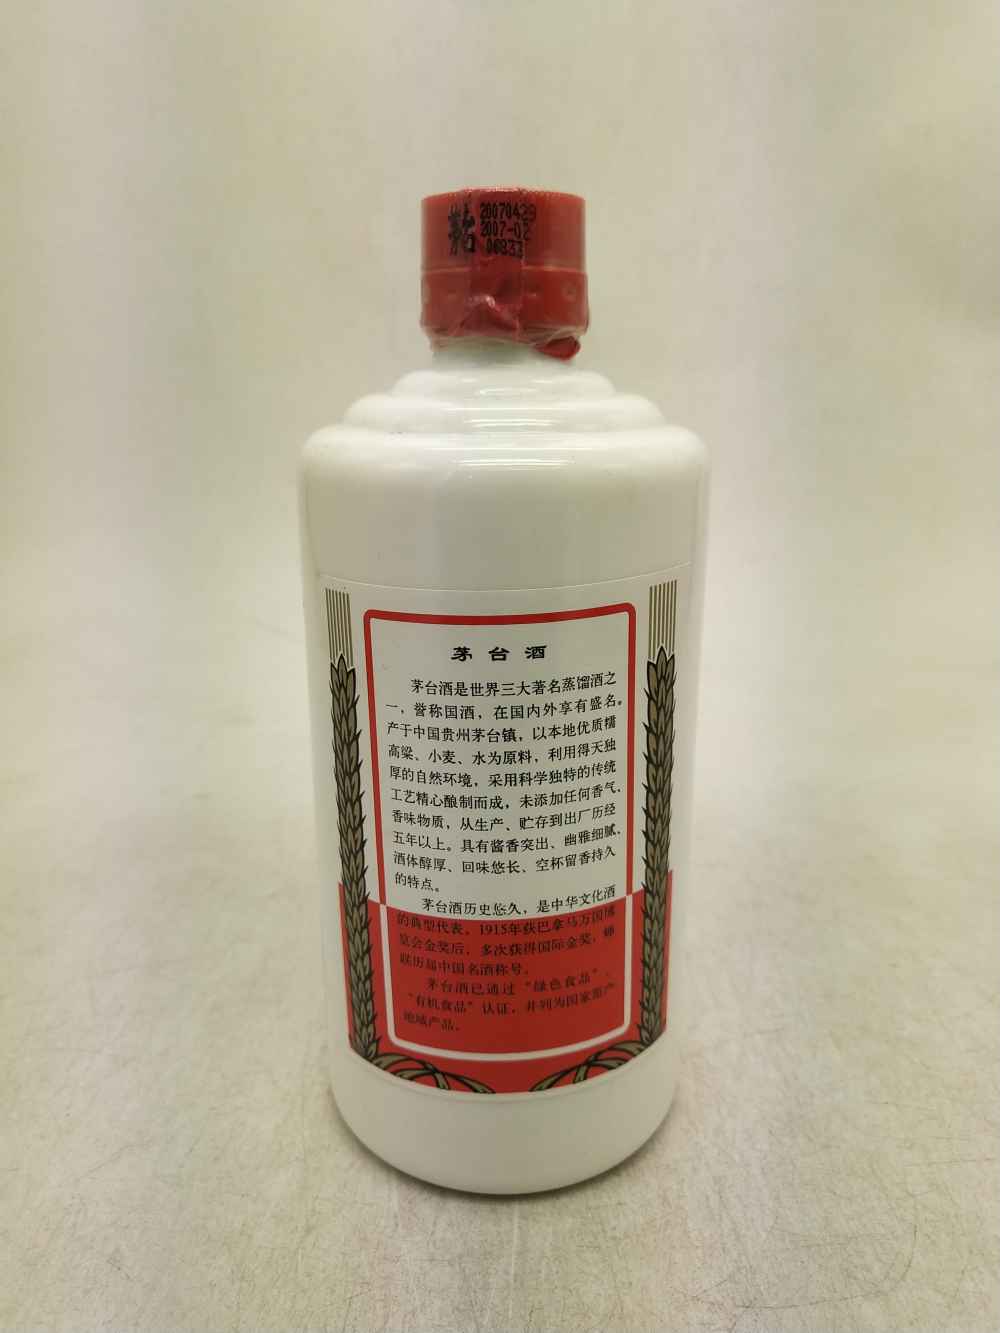 茅台
20070429
2007-02
06833
茅台酒
茅台酒是世界三大著名蒸馏酒之
一，誉称国酒，在国内外享有盛名。
产于中国贵州茅台镇，以本地优质糯
高粱、小麦、水为原料，利用得天独
厚的自然环境，采用科学独特的传统
工艺精心酿制而成，未添加任何香气、
香味物质，从生产、贮存到出厂历经
五年以上。具有酱香突出、幽雅细腻、
酒体醇厚、回味悠长、空杯留香持久
的特点。
茅台酒历史悠久，是中华文化酒
的典型代表。1915年获巴拿马万国博
览会金奖后，多次获得国际金奖，蝉
联历届中国名酒称号。
茅台酒已通过“绿色食品”、
“有机食品”认证，并列为国家原产
地域产品。